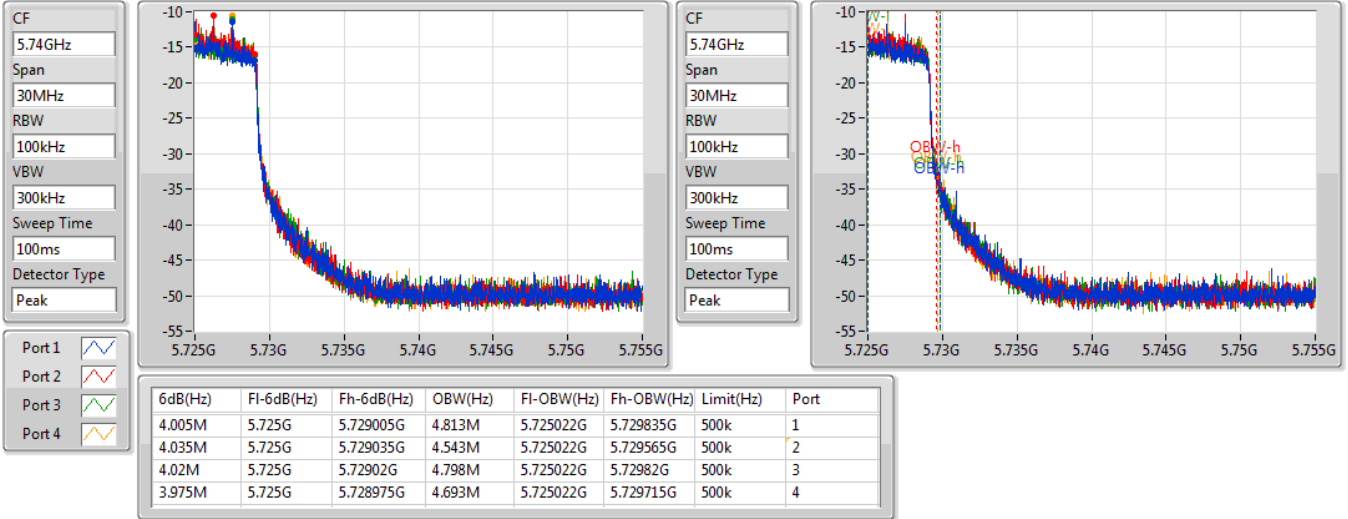 CF
5.74GHz
Span
30MHz
RBW
100kHz
VBW
300kHz
Sweep Time
100ms
Detector Type
Peak
-10
-15
-20
-25
-30
-35
-40
-45
-50
-55
5.725G 5.73G 5.735G 5.74G 5.745G 5.75G 5.755G
CF
5.74GHz
Span
30MHz
RBW
100kHz
VBW
300kHz
Sweep Time
100ms
Detector Type
Peak
-10
-15
-20
-25
-30
-35
-40
-45
-50
-55
OBW-h
OBW-h
5.725G 5.73G 5.735G 5.74G 5.745G 5.75G 5.755G
Port 1
Port 2
Port 3
Port 4
6dB(Hz) Fl-6dB(Hz) Fh-6dB(Hz) OBW(Hz) Fl-OBW(Hz) Fh-OBW(Hz) Limit(Hz) Port
4.005M 5.725G 5.729005G 4.813M 5.725022G 5.729835G 500k 1
4.035M 5.725G 5.729035G 4.543M 5.725022G 5.729565G 500k 2
4.02M 5.725G 5.72902G 4.798M 5.725022G 5.72982G 500k 3
3.975M 5.725G 5.728975G 4.693M 5.725022G 5.729715G 500k 4